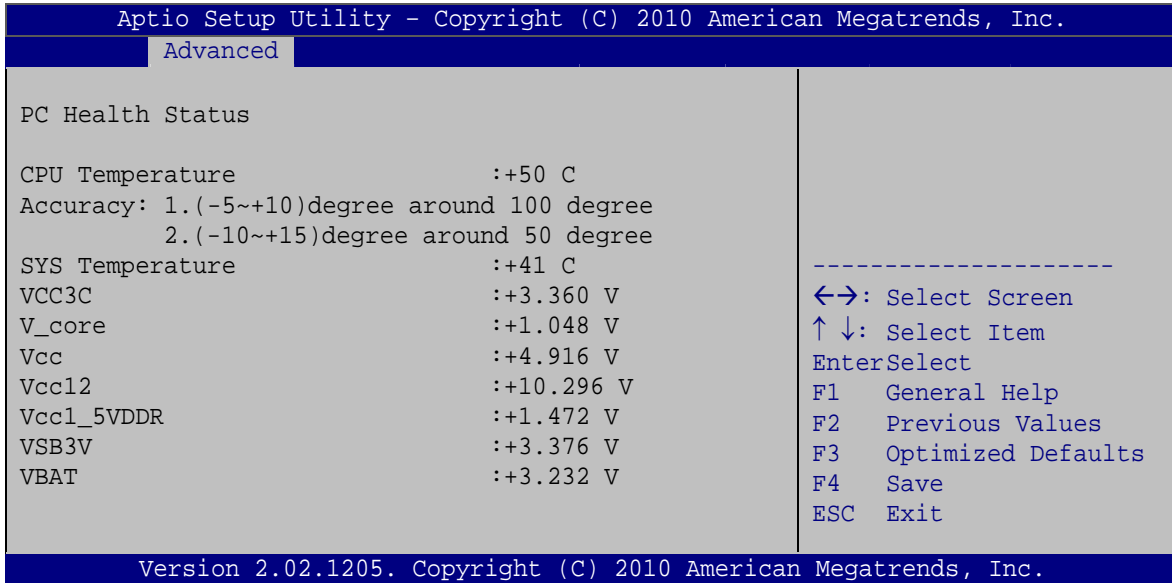 Aptio Setup Utility – Copyright (C) 2010 American Megatrends, Inc.
Advanced
PC Health Status
CPU Temperature :+50 C
Accuracy: 1.(-5~+10)degree around 100 degree
2.(-10~+15)degree around 50 degree
SYS Temperature :+41 C
VCC3C :+3.360 V
V_core :+1.048 V
Vcc :+4.916 V
Vcc12 :+10.296 V
Vcc1_5VDDR :+1.472 V
VSB3V :+3.376 V
VBAT :+3.232 V
---------------------
←→: Select Screen
↑ ↓: Select Item
EnterSelect
F1 General Help
F2 Previous Values
F3 Optimized Defaults
F4 Save
ESC Exit
Version 2.02.1205. Copyright (C) 2010 American Megatrends, Inc.